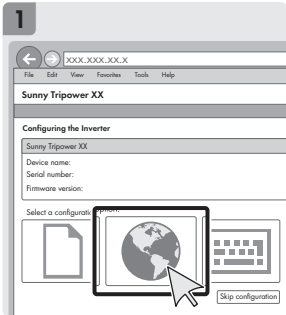 1
XXX.XXX.XX.X
File Edit View Favorites Tools Help
Sunny Tripower XX
Configuring the Inverter
Sunny Tripower XX
Device name:
Serial number:
Firmware version:
Select a configuration option:
Skip configuration